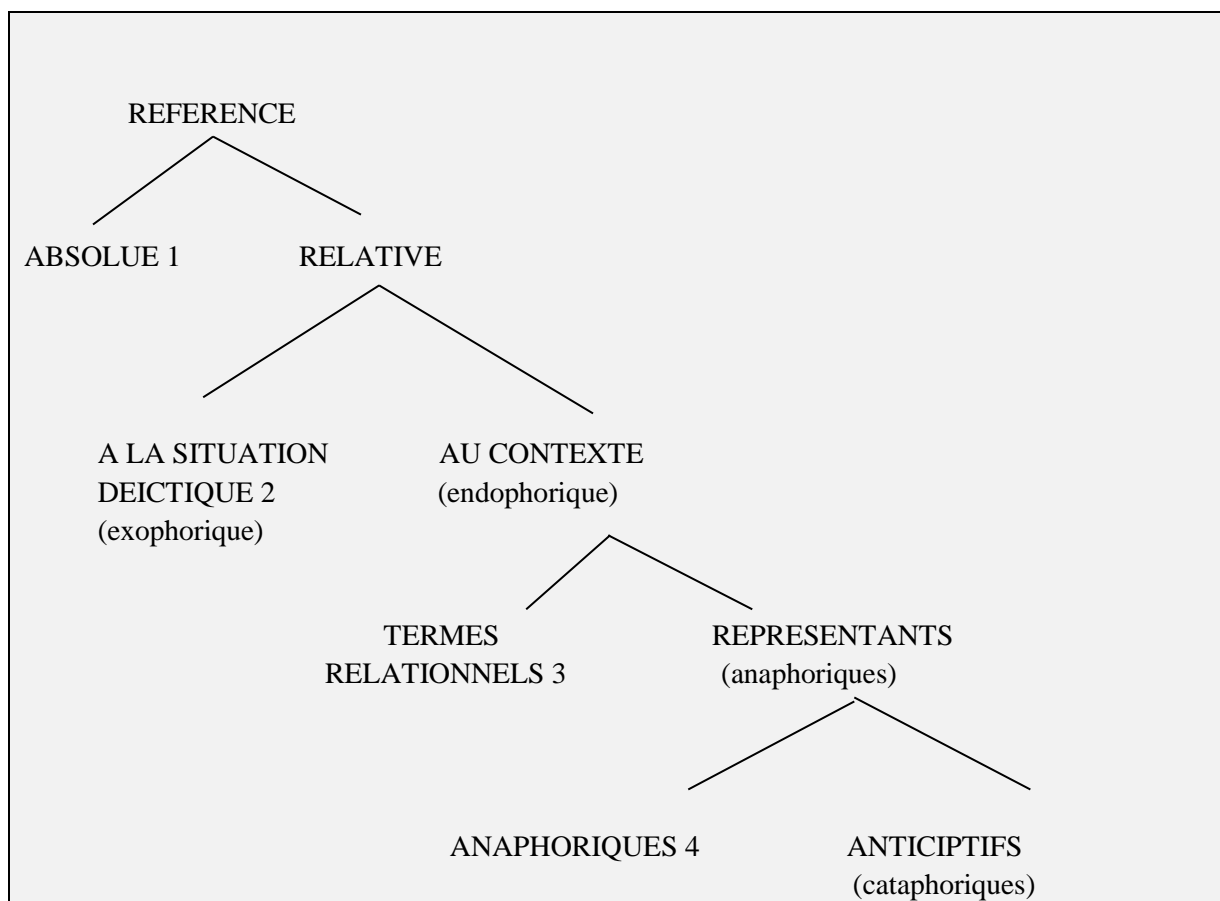 REFERENCE
ABSOLUE 1
RELATIVE
A LA SITUATION
DEICTIQUE 2
(exophorique)
AU CONTEXTE
(endophorique)
TERMES
RELATIONNELS 3
REPRESENTANTS
(anaphoriques)
ANAPHORIQUES 4
ANTICIPTIFS
(cataphoriques)